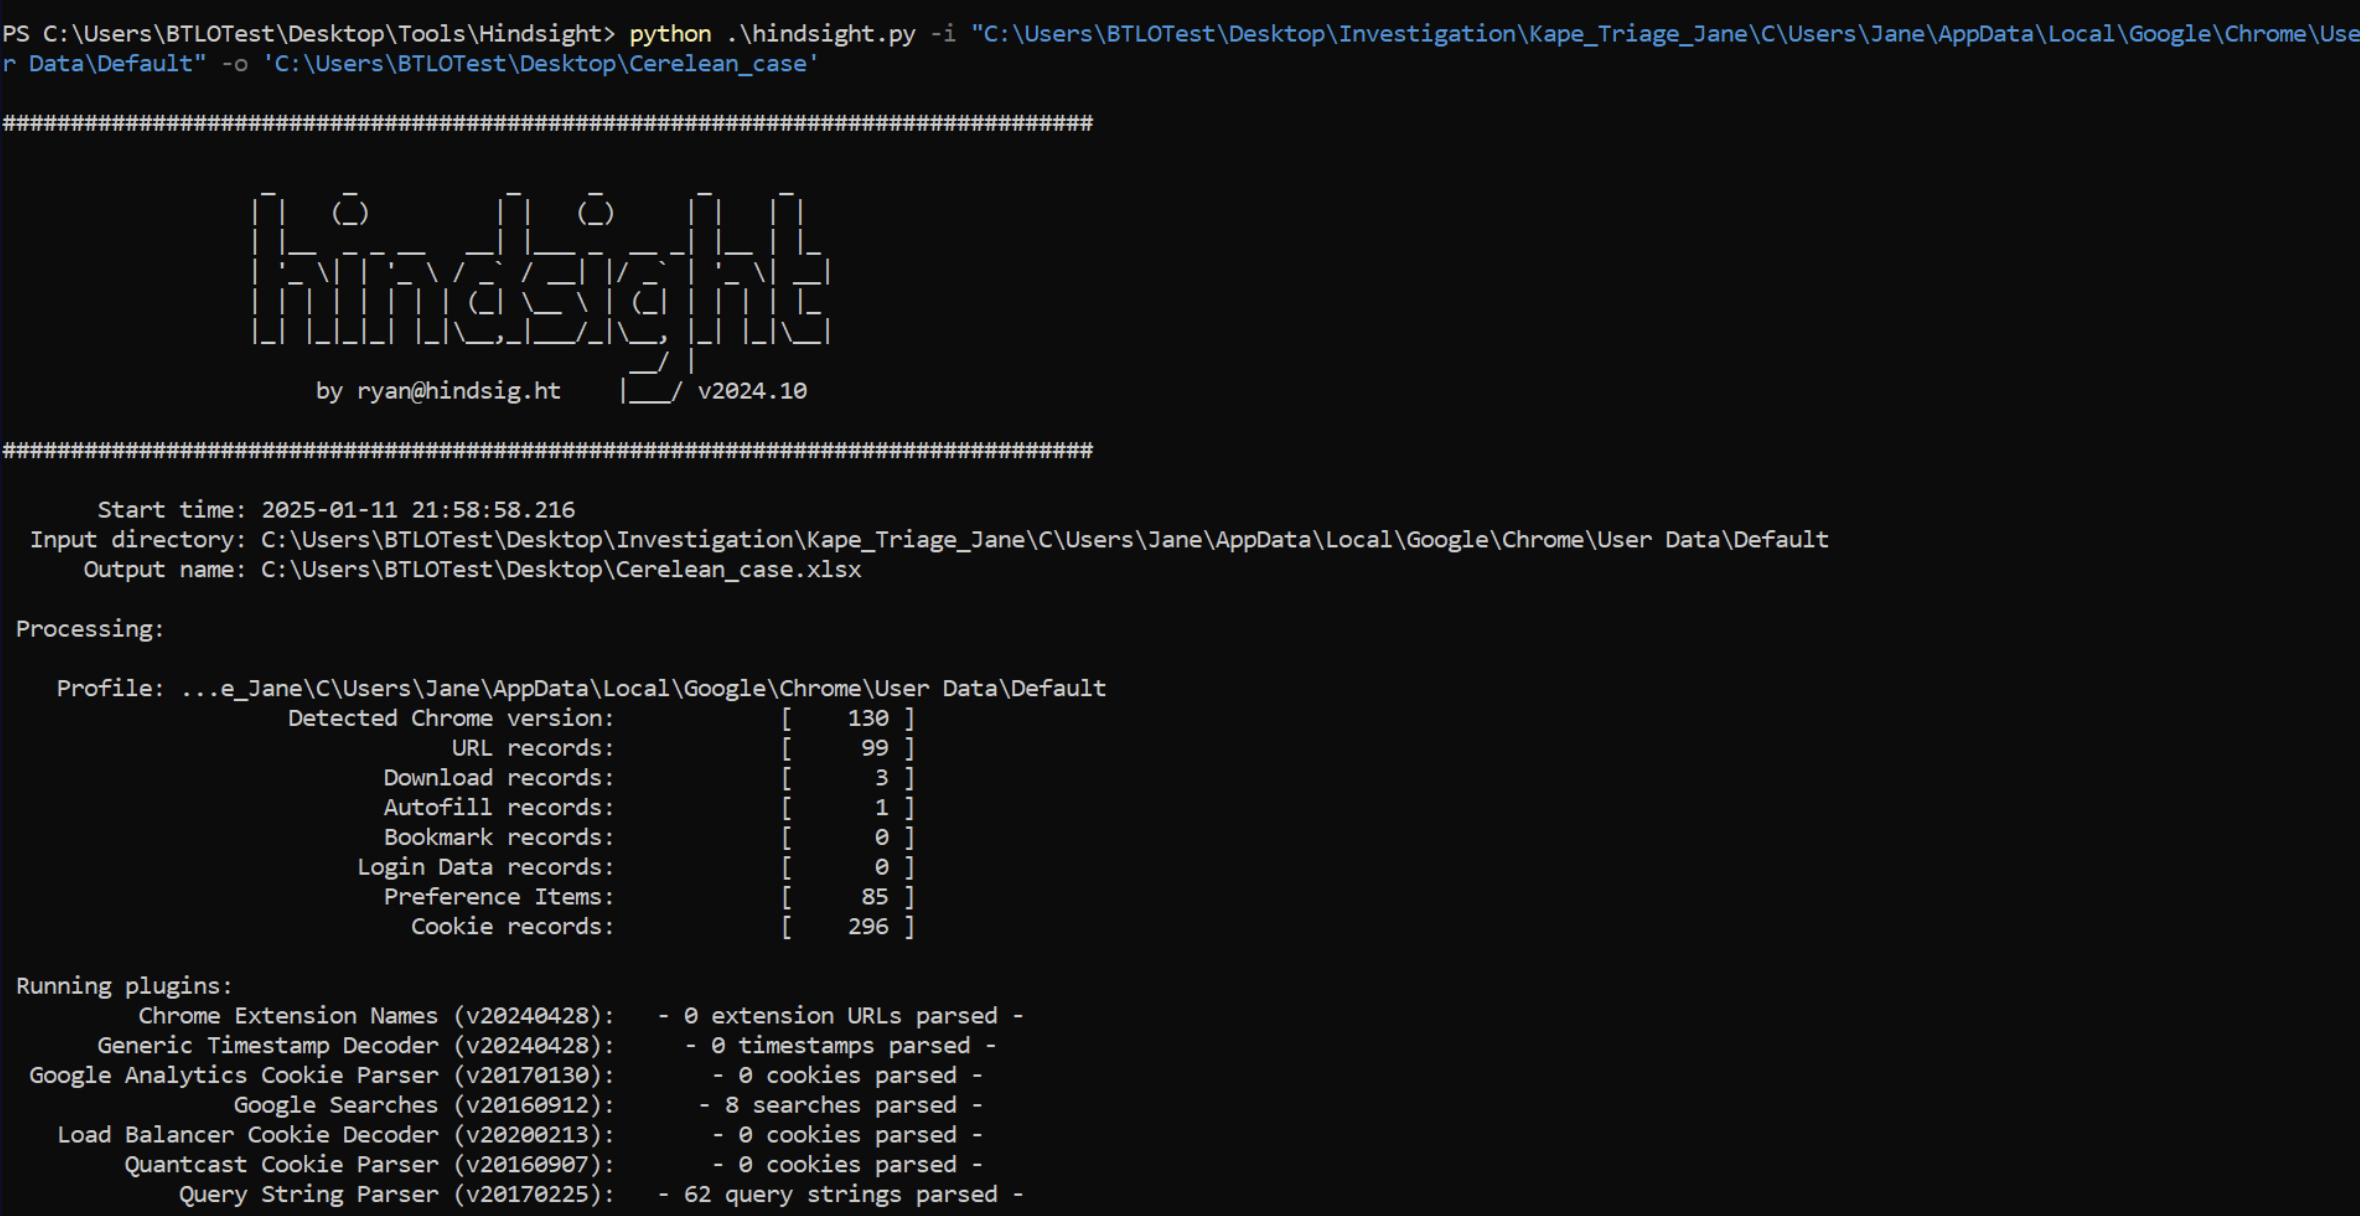 PS C:\Users\BTLOTest\Desktop\Tools\Hindsight> python .\hindsight.py -i "C:\Users\BTLOTest\Desktop\Investigation\Kape_Triage_Jane\C\Users\Jane\AppData\Local\Google\Chrome\Use
r Data\Default" -o 'C:\Users\BTLOTest\Desktop\Cerelean_case'
################################################################################
hindsight
by ryan@hindsig.ht    |___/ v2024.10
################################################################################
Start time: 2025-01-11 21:58:58.216
Input directory: C:\Users\BTLOTest\Desktop\Investigation\Kape_Triage_Jane\C\Users\Jane\AppData\Local\Google\Chrome\User Data\Default
Output name: C:\Users\BTLOTest\Desktop\Cerelean_case.xlsx
Processing:
Profile: ...e_Jane\C\Users\Jane\AppData\Local\Google\Chrome\User Data\Default
Detected Chrome version: [ 130 ]
URL records: [ 99 ]
Download records: [ 3 ]
Autofill records: [ 1 ]
Bookmark records: [ 0 ]
Login Data records: [ 0 ]
Preference Items: [ 85 ]
Cookie records: [ 296 ]
Running plugins:
Chrome Extension Names (v20240428): - 0 extension URLs parsed -
Generic Timestamp Decoder (v20240428): - 0 timestamps parsed -
Google Analytics Cookie Parser (v20170130): - 0 cookies parsed -
Google Searches (v20160912): - 8 searches parsed -
Load Balancer Cookie Decoder (v20200213): - 0 cookies parsed -
Quantcast Cookie Parser (v20160907): - 0 cookies parsed -
Query String Parser (v20170225): - 62 query strings parsed -